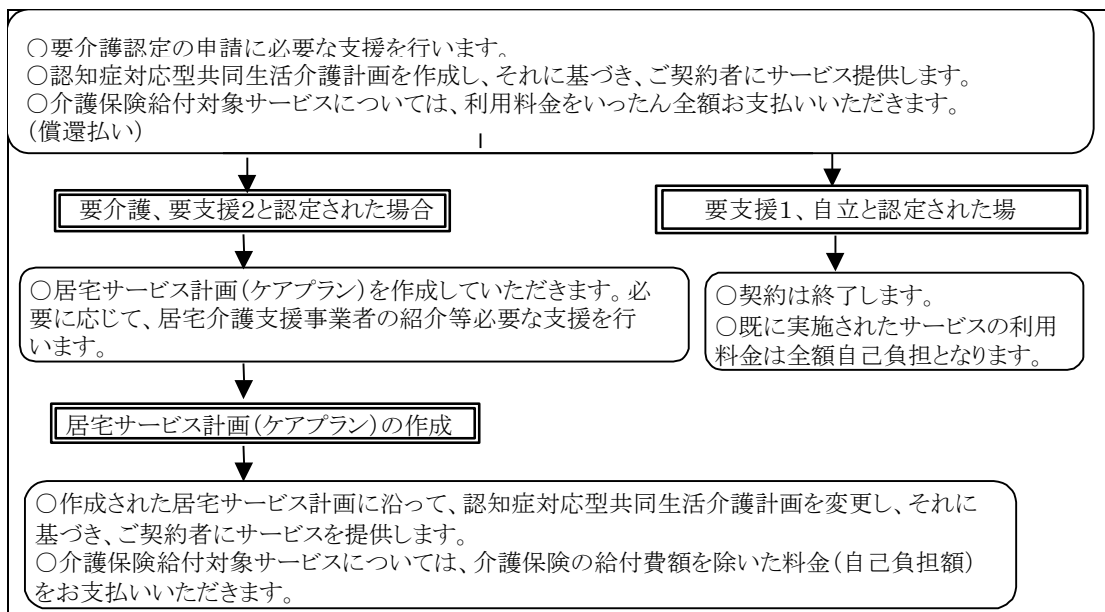 ○要介護認定の申請に必要な支援を行います。
○認知症対応型共同生活介護計画を作成し、それに基づき、ご契約者にサービス提供します。
○介護保険給付対象サービスについては、利用料金をいったん全額お支払いいただきます。
(償還払い)
要介護、要支援2と認定された場合
要支援1、自立と認定された場
○居宅サービス計画(ケアプラン)を作成していただきます。必
要に応じて、居宅介護支援事業者の紹介等必要な支援を行
います。
○契約は終了します。
○既に実施されたサービスの利用
料金は全額自己負担となります。
居宅サービス計画(ケアプラン)の作成
○作成された居宅サービス計画に沿って、認知症対応型共同生活介護計画を変更し、それに
基づき、ご契約者にサービスを提供します。
○介護保険給付対象サービスについては、介護保険の給付費額を除いた料金(自己負担額)
をお支払いいただきます。